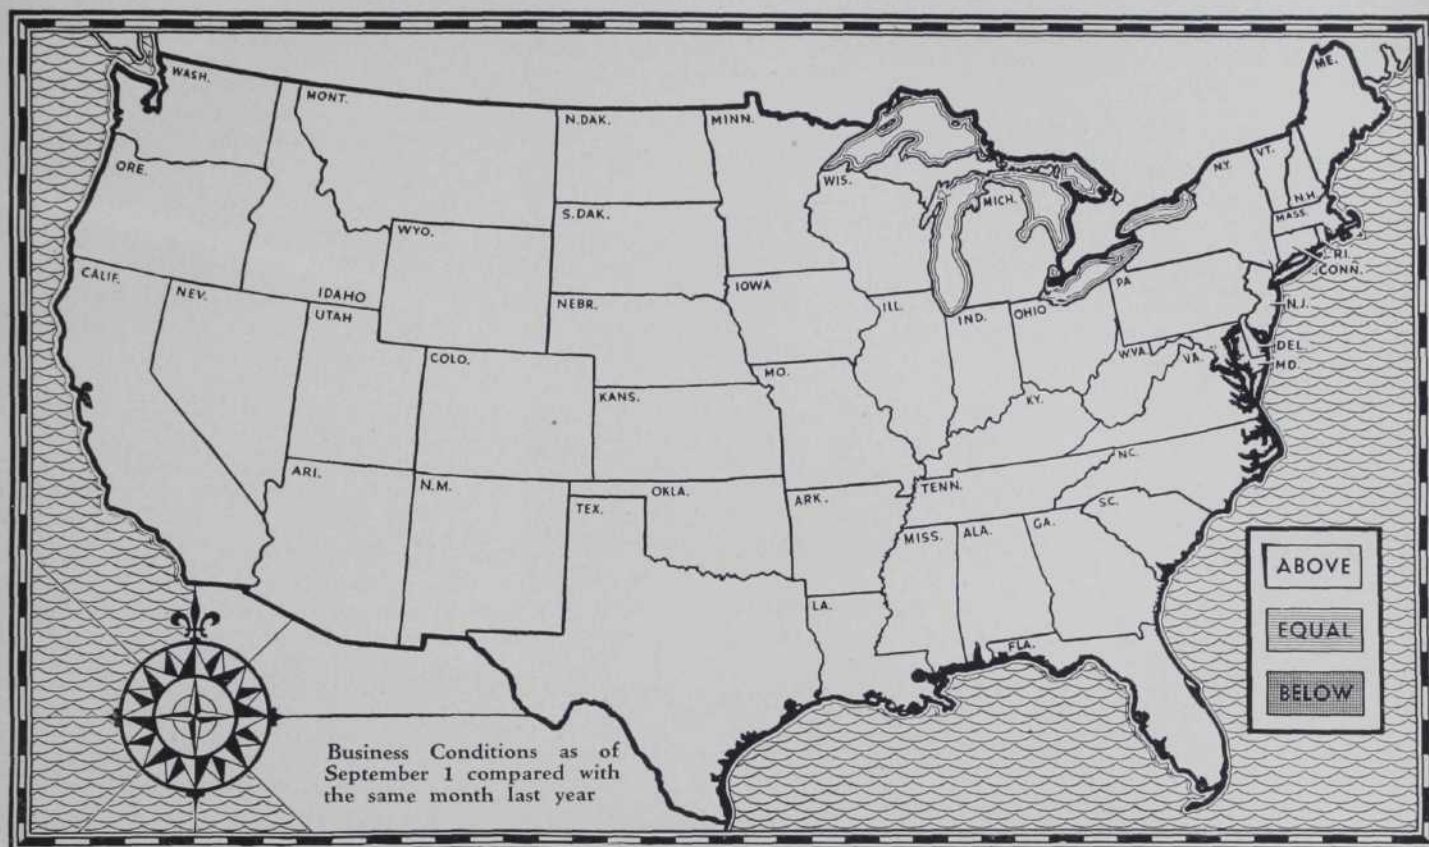 WASH.
MONT.
N.DAK.
MINN.
ME.
ORE.
WIS.
MICH.
N.Y.
VT.
N.H.
MASS.
S.DAK.
WYO.
R.I.
CONN.
CALIF.
NEV.
IDAHO
UTAH
NEBR.
IOWA
ILL.
IND.
OHIO
PA
N.J.
COLO.
DEL.
MD.
W.VA.
VA.
MO.
KANS.
KY.
ARI.
N.M.
OKLA.
TEX.
ARK.
TENN.
N.C.
S.C.
MISS.
ALA.
GA.
LA.
FLA.
ABOVE
EQUAL
BELOW
Business Conditions as of
September 1 compared with
the same month last year